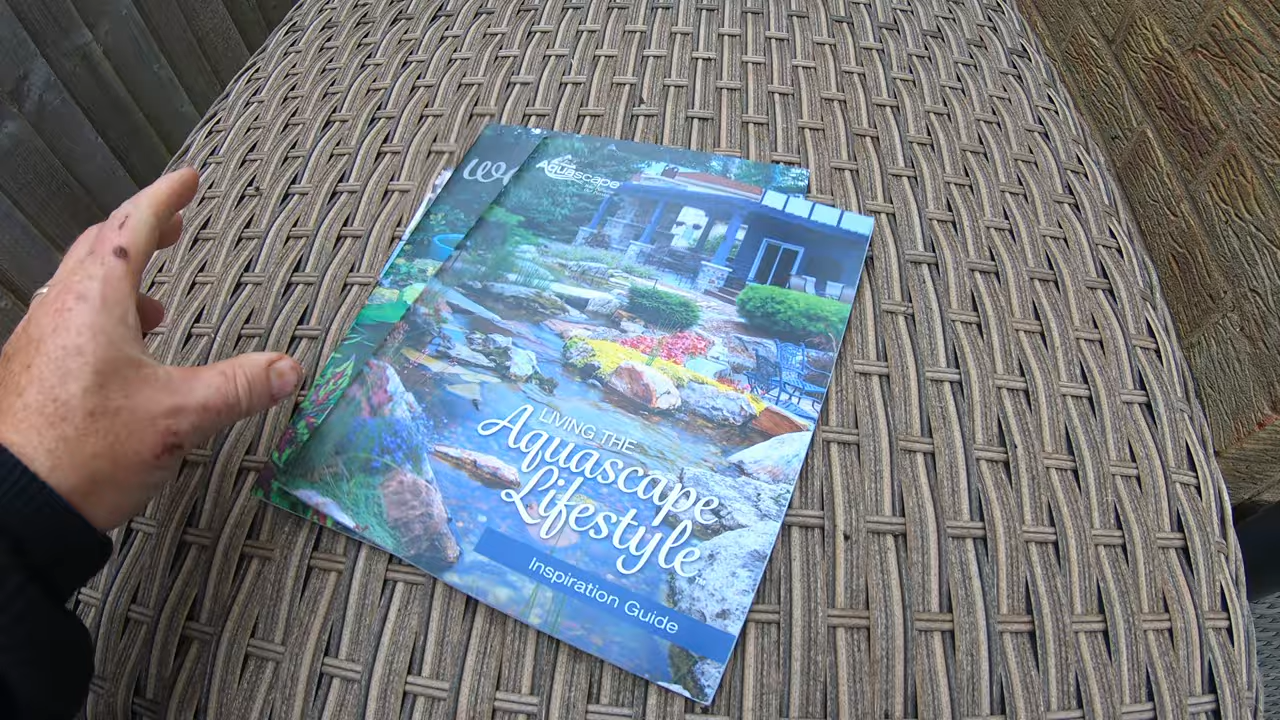 Aquascape
LIVING THE
Aquascape
Lifestyle
Inspiration Guide